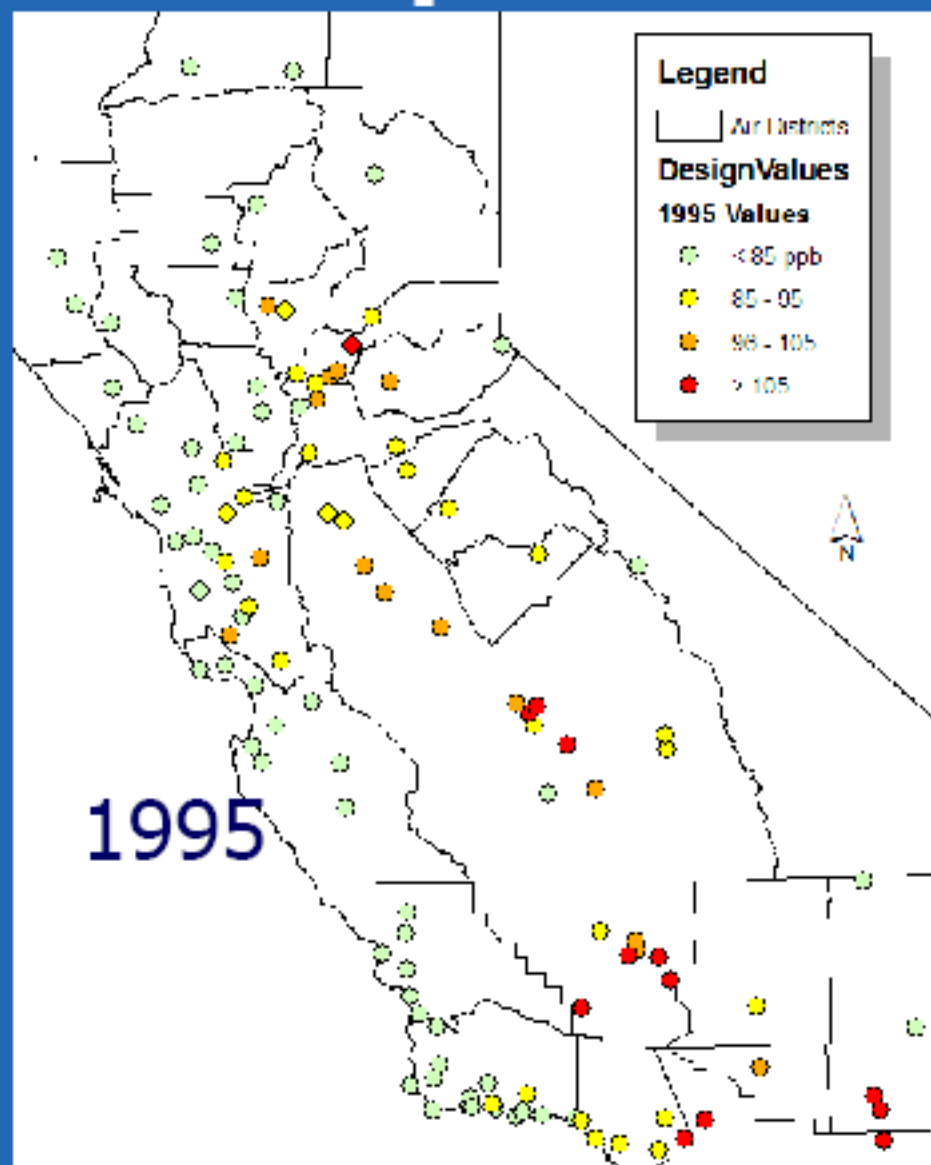 Legend
Air Districts
DesignValues
1995 Values
< 85 ppb
85 - 95
96 - 105
> 105
N
1995